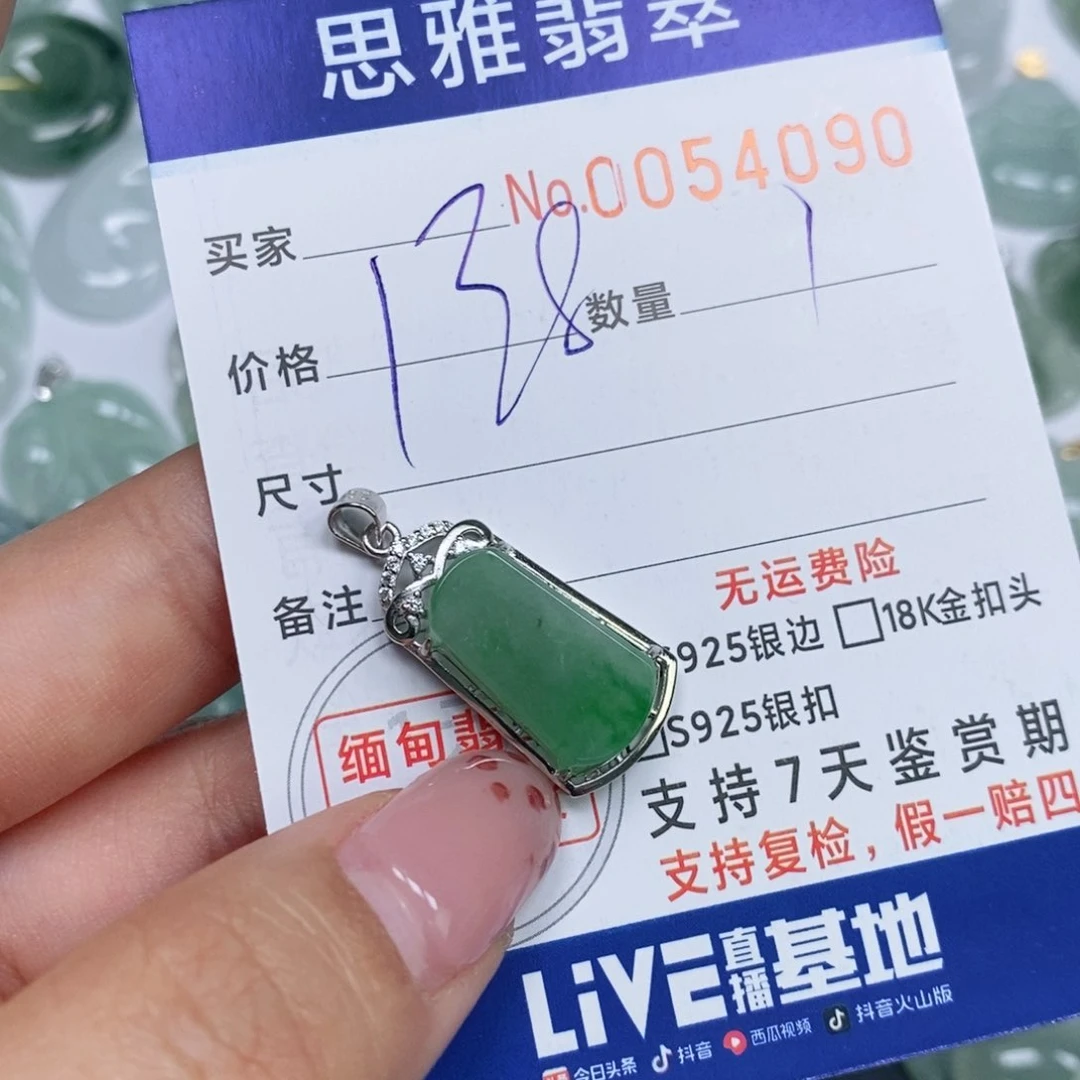 思雅翡翠
No.0054090
买家
价格 138 数量 1
尺寸
备注
无运费险
S925银边 □18K金扣头
缅甸翡
□S925银扣
支持7天鉴赏期
支持复检，假一赔四
LiVE直播基地
今日头条 抖音 西瓜视频 抖音火山版